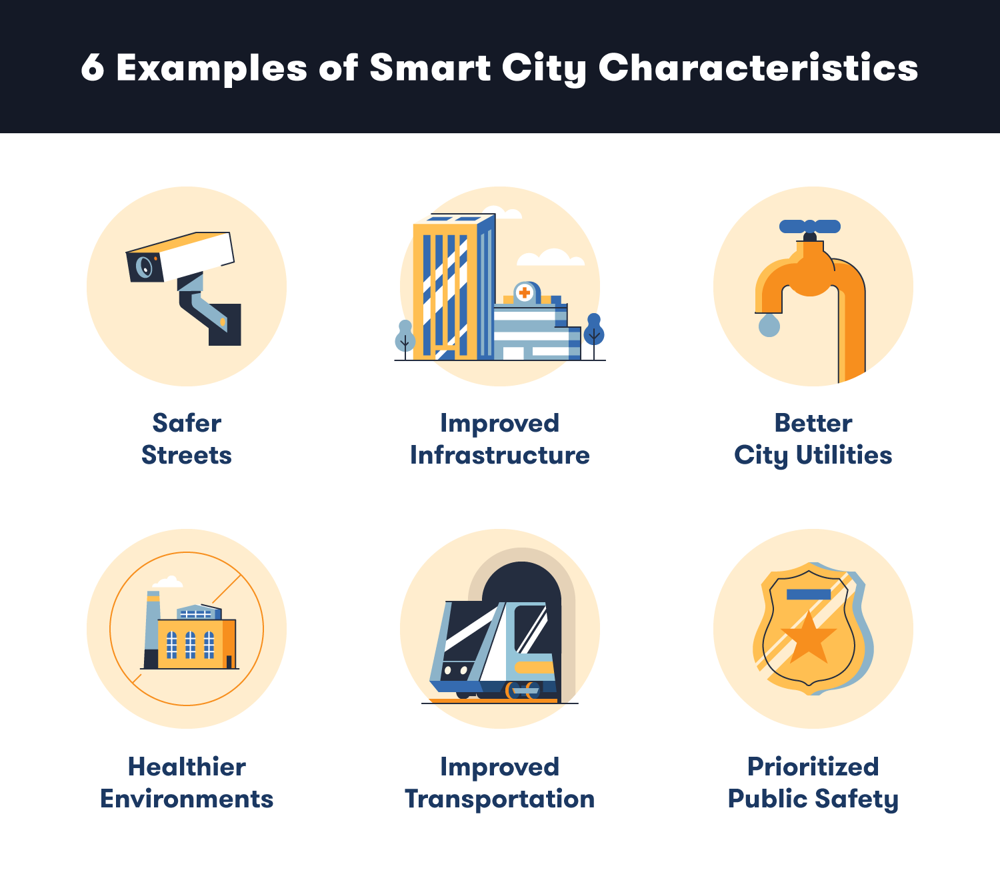 6 Examples of Smart City Characteristics
Safer
Streets
Improved
Infrastructure
Better
City Utilities
Healthier
Environments
Improved
Transportation
Prioritized
Public Safety